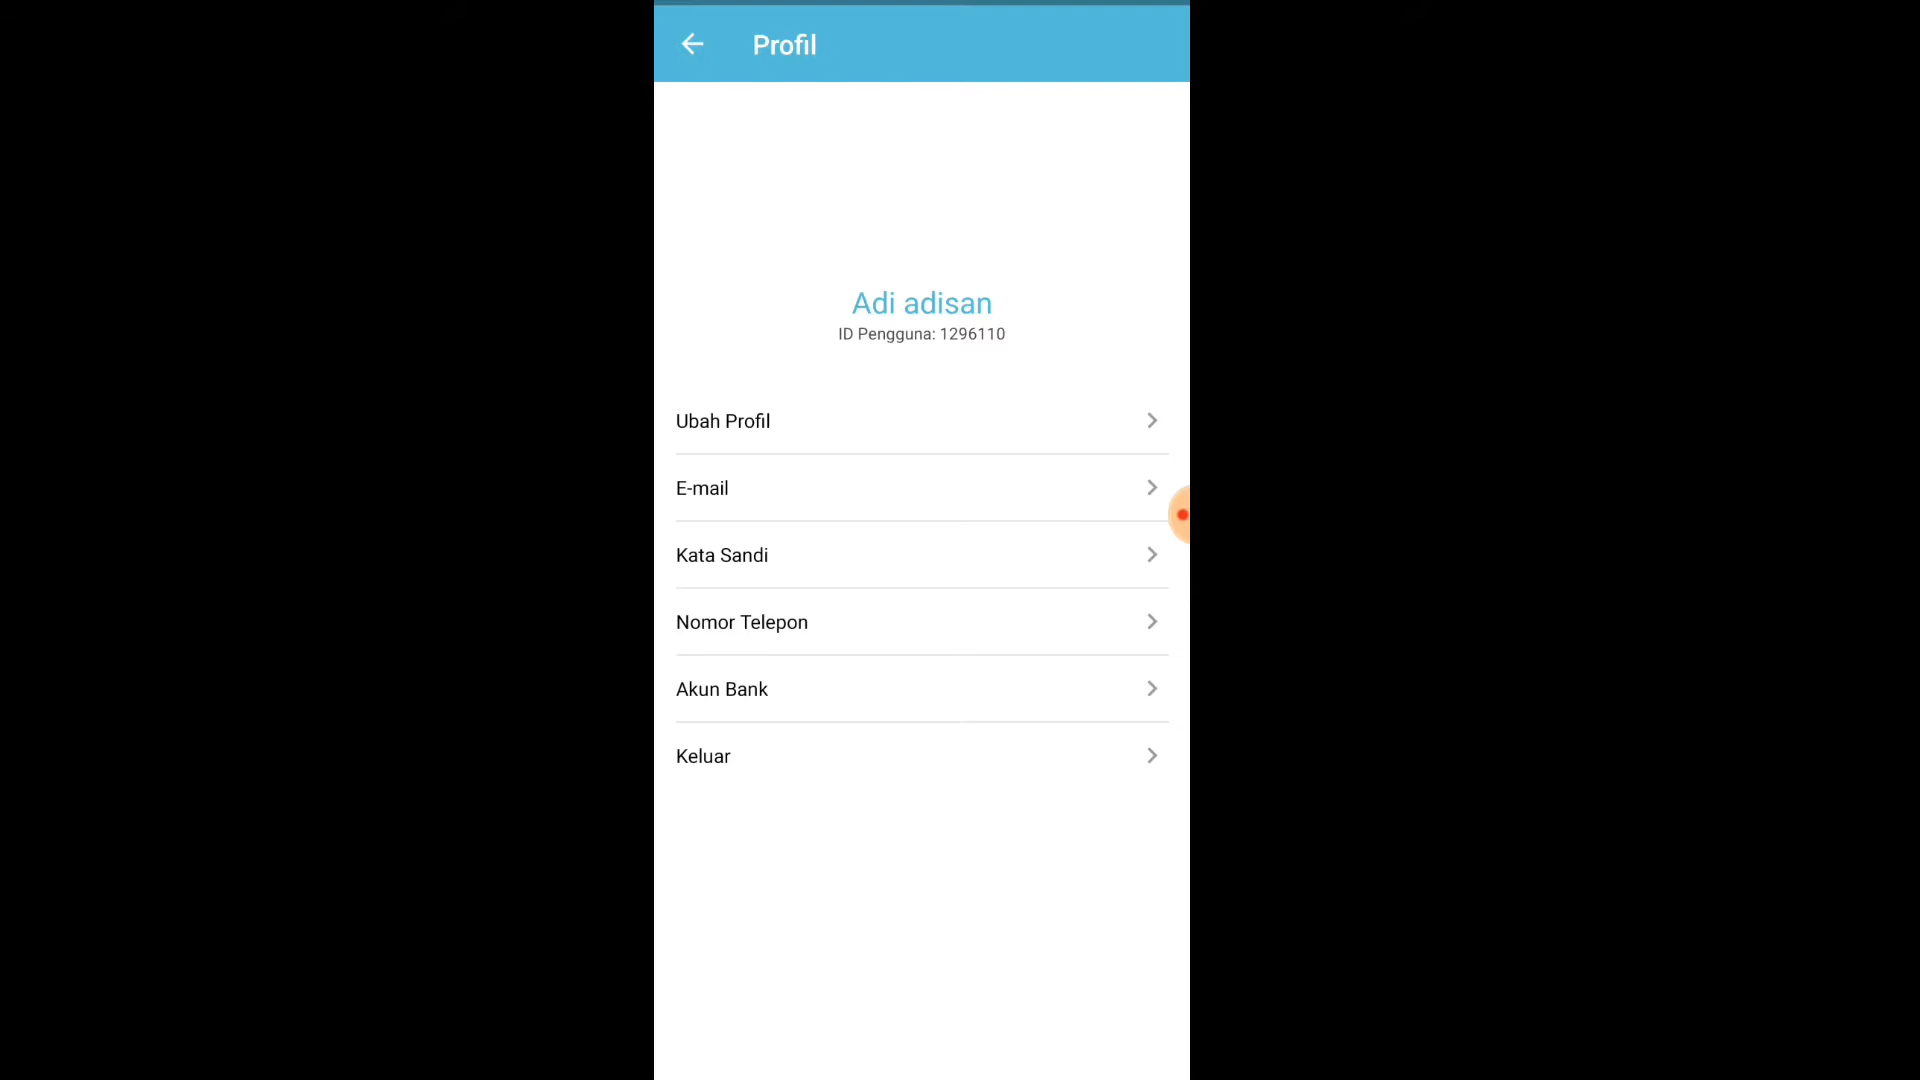 Profil
Adi adisan
ID Pengguna: 1296110
Ubah Profil
E-mail
Kata Sandi
Nomor Telepon
Akun Bank
Keluar